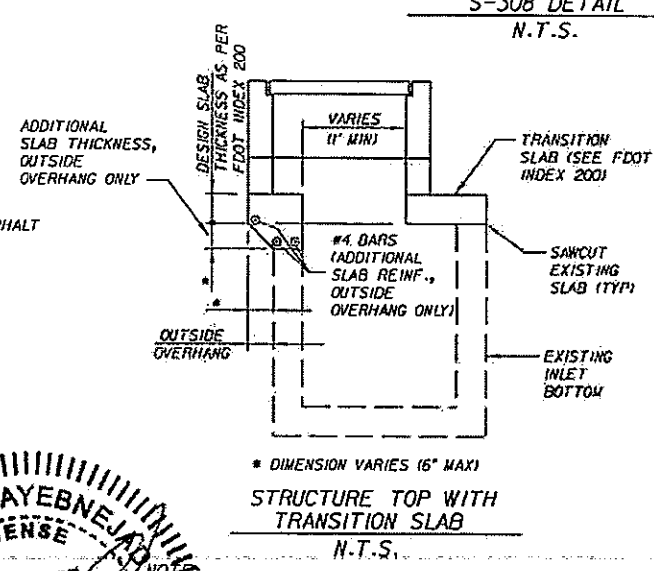 S-308 DETAIL
N.T.S.
DESIGN SLAB
THICKNESS AS PER
FDOT INDEX 200
ADDITIONAL
SLAB THICKNESS,
OUTSIDE
OVERHANG ONLY
VARIES
(1' MIN)
TRANSITION
SLAB (SEE FDOT
INDEX 200)
PHALT
#4 BARS
(ADDITIONAL
SLAB REINF.,
OUTSIDE
OVERHANG ONLY)
SAWCUT
EXISTING
SLAB (TYP)
*
*
OUTSIDE
OVERHANG
EXISTING
INLET
BOTTOM
* DIMENSION VARIES (6" MAX)
STRUCTURE TOP WITH
TRANSITION SLAB
N.T.S.
AYEBNEJAD
ENSE
NOTE